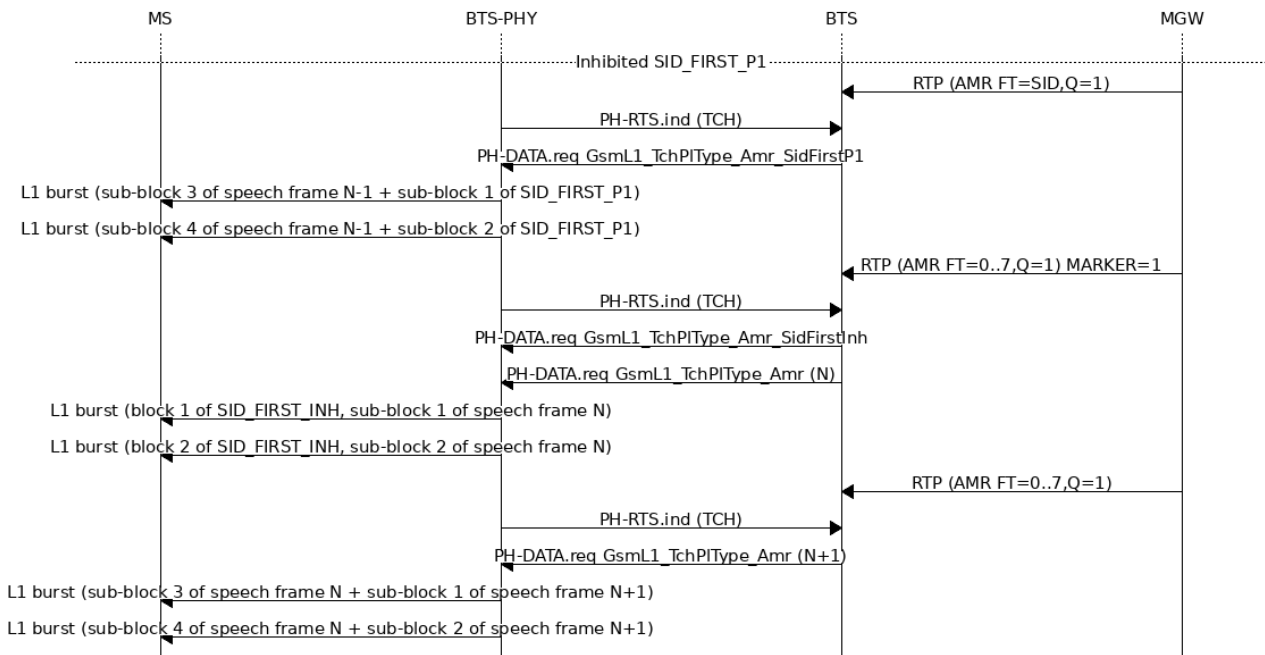 MS BTS-PHY BTS MGW
Inhibited SID_FIRST_P1
RTP (AMR FT=SID,Q=1)
PH-RTS.ind (TCH)
PH-DATA.req GsmL1_TchPlType_Amr_SidFirstP1
L1 burst (sub-block 3 of speech frame N-1 + sub-block 1 of SID_FIRST_P1)
L1 burst (sub-block 4 of speech frame N-1 + sub-block 2 of SID_FIRST_P1)
RTP (AMR FT=0..7,Q=1) MARKER=1
PH-RTS.ind (TCH)
PH-DATA.req GsmL1_TchPlType_Amr_SidFirstInh
PH-DATA.req GsmL1_TchPlType_Amr (N)
L1 burst (block 1 of SID_FIRST_INH, sub-block 1 of speech frame N)
L1 burst (block 2 of SID_FIRST_INH, sub-block 2 of speech frame N)
RTP (AMR FT=0..7,Q=1)
PH-RTS.ind (TCH)
PH-DATA.req GsmL1_TchPlType_Amr (N+1)
L1 burst (sub-block 3 of speech frame N + sub-block 1 of speech frame N+1)
L1 burst (sub-block 4 of speech frame N + sub-block 2 of speech frame N+1)